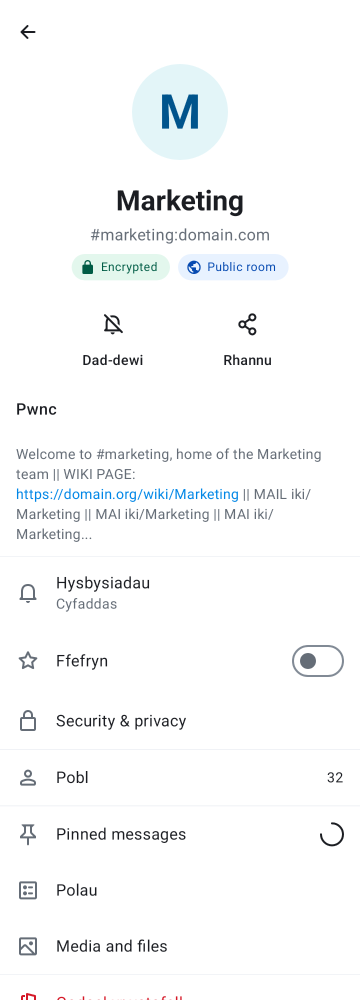 M
Marketing
#marketing:domain.com
Encrypted
Public room
Dad-dewi
Rhannu
Pwnc
Welcome to #marketing, home of the Marketing
team || WIKI PAGE:
https://domain.org/wiki/Marketing || MAIL iki/
Marketing || MAI iki/Marketing || MAI iki/
Marketing...
Hysbysiadau
Cyfaddas
Ffefryn
Security & privacy
Pobl
32
Pinned messages
Polau
Media and files